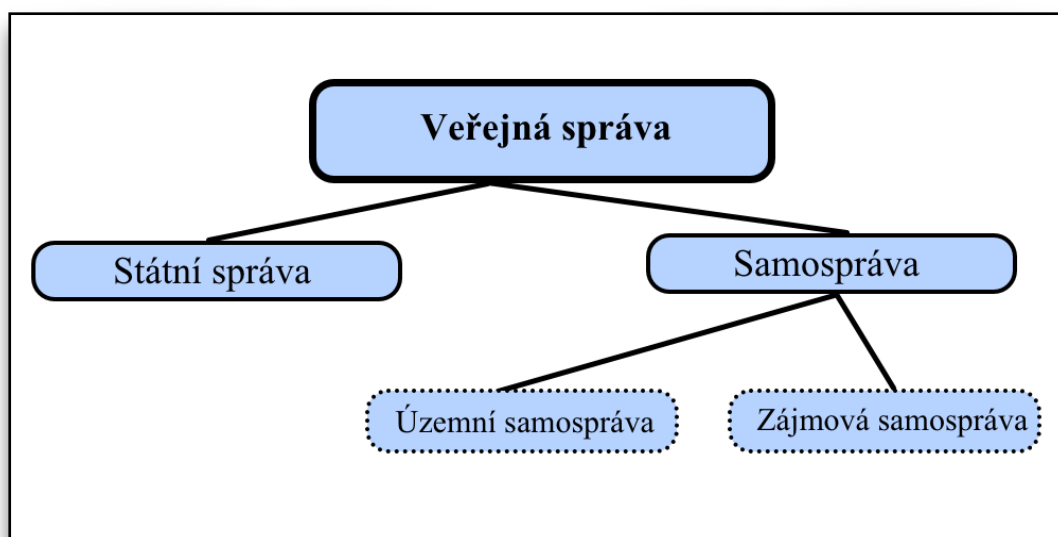 Veřejná správa
Státní správa
Samospráva
Územní samospráva
Zájmová samospráva